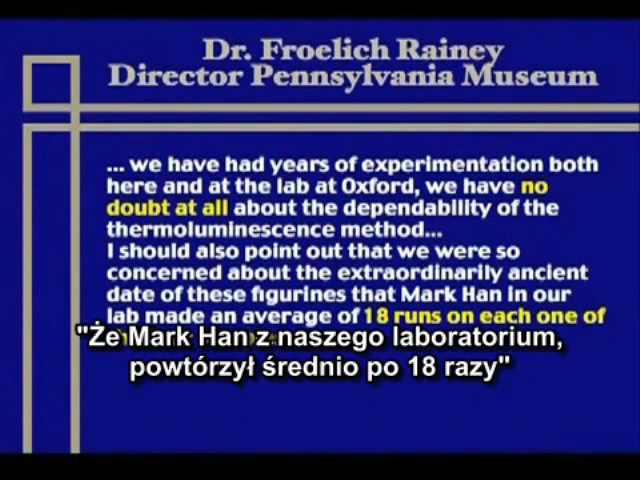 Dr. Froelich Rainey
Director Pennsylvania Museum
... we have had years of experimentation both
here and at the lab at Oxford, we have no
doubt at all about the dependability of the
thermoluminescence method...
I should also point out that we were so
concerned about the extraordinarily ancient
date of these figurines that Mark Han in our
lab made an average of 18 runs on each one of
"Że Mark Han z naszego laboratorium,
powtórzył średnio po 18 razy"